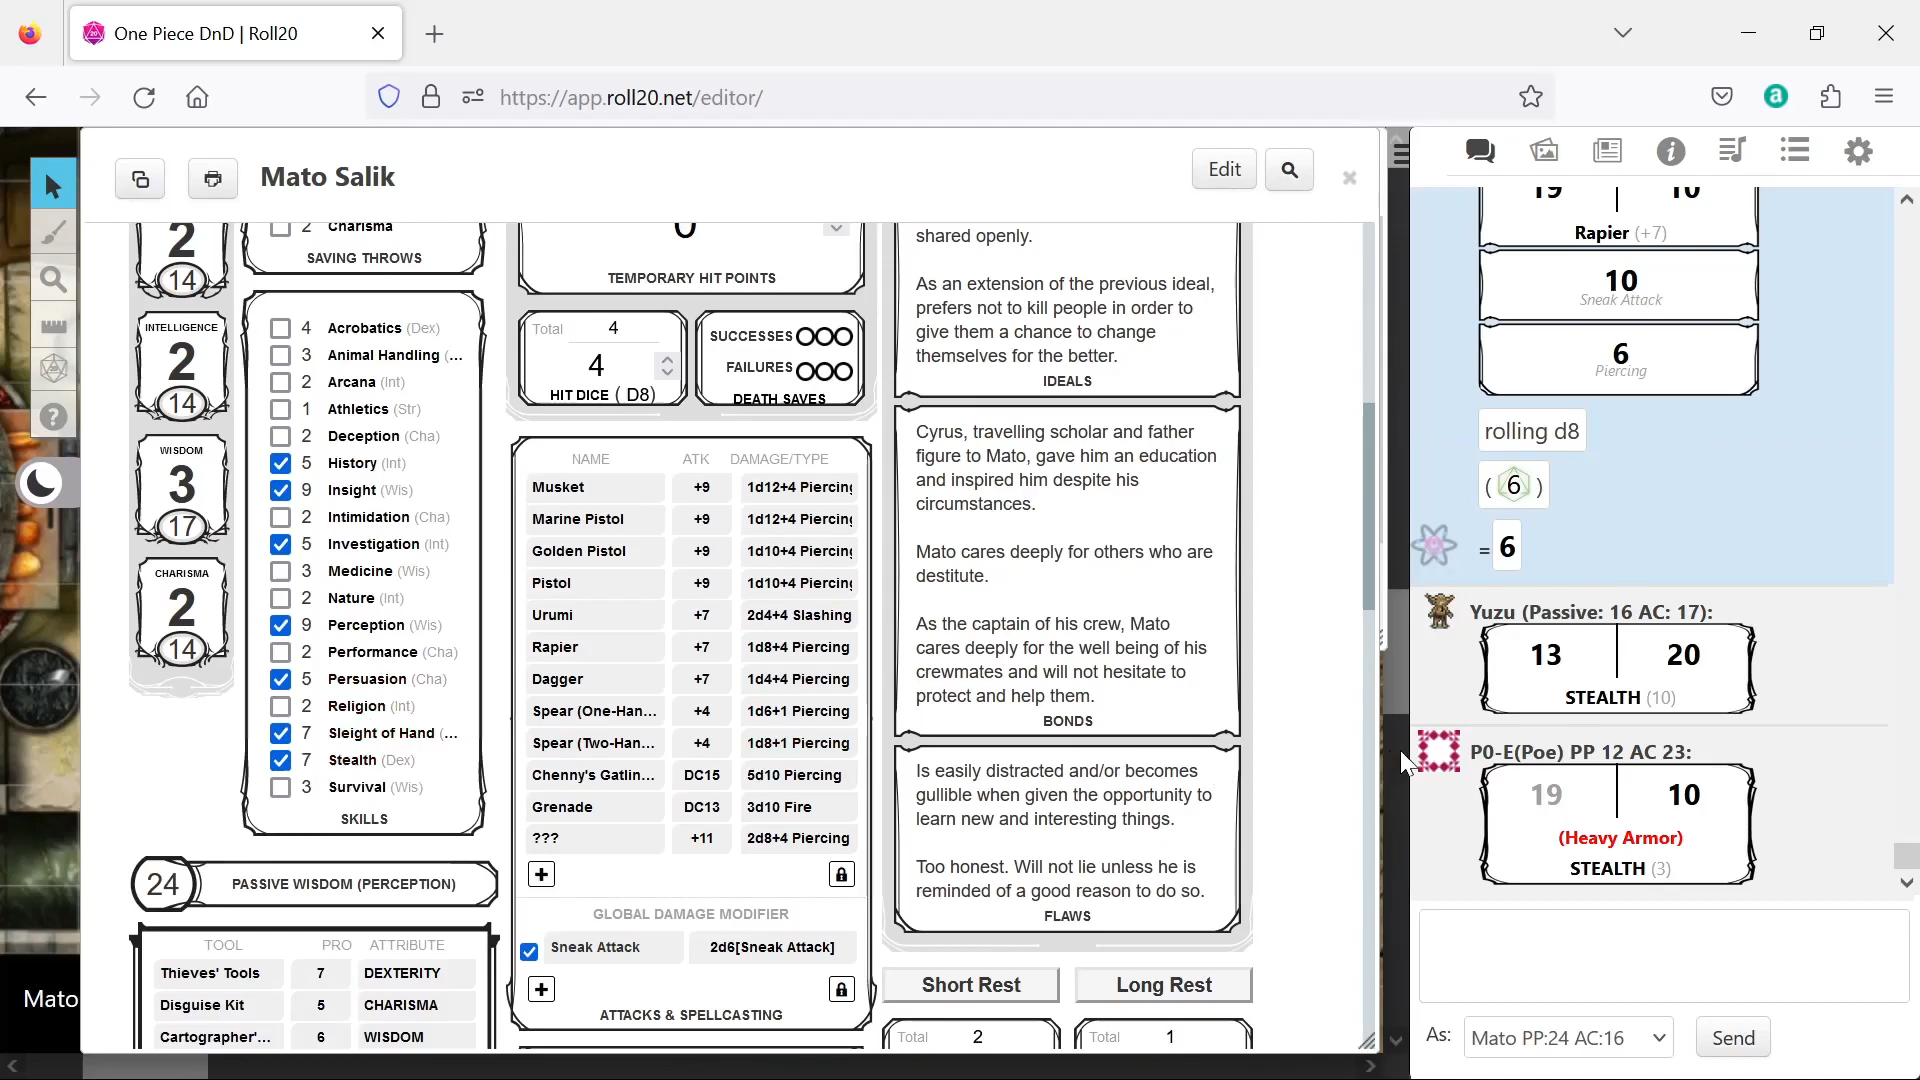 One Piece DnD | Roll20
https://app.roll20.net/editor/
Mato Salik
Edit
2
14
INTELLIGENCE
2
14
WISDOM
3
17
CHARISMA
2
14
2 Charisma
SAVING THROWS
4 Acrobatics (Dex)
3 Animal Handling (...
2 Arcana (Int)
1 Athletics (Str)
2 Deception (Cha)
5 History (Int)
9 Insight (Wis)
2 Intimidation (Cha)
5 Investigation (Int)
3 Medicine (Wis)
2 Nature (Int)
9 Perception (Wis)
2 Performance (Cha)
5 Persuasion (Cha)
2 Religion (Int)
7 Sleight of Hand (...
7 Stealth (Dex)
3 Survival (Wis)
SKILLS
24 PASSIVE WISDOM (PERCEPTION)
TOOL PRO ATTRIBUTE
Thieves' Tools 7 DEXTERITY
Disguise Kit 5 CHARISMA
Cartographer'... 6 WISDOM
0
TEMPORARY HIT POINTS
Total 4
4
HIT DICE ( D8)
SUCCESSES
FAILURES
DEATH SAVES
NAME ATK DAMAGE/TYPE
Musket +9 1d12+4 Piercing
Marine Pistol +9 1d12+4 Piercing
Golden Pistol +9 1d10+4 Piercing
Pistol +9 1d10+4 Piercing
Urumi +7 2d4+4 Slashing
Rapier +7 1d8+4 Piercing
Dagger +7 1d4+4 Piercing
Spear (One-Han... +4 1d6+1 Piercing
Spear (Two-Han... +4 1d8+1 Piercing
Chenny's Gatlin... DC15 5d10 Piercing
Grenade DC13 3d10 Fire
??? +11 2d8+4 Piercing
GLOBAL DAMAGE MODIFIER
Sneak Attack 2d6[Sneak Attack]
ATTACKS & SPELLCASTING
shared openly.
As an extension of the previous ideal,
prefers not to kill people in order to
give them a chance to change
themselves for the better.
IDEALS
Cyrus, travelling scholar and father
figure to Mato, gave him an education
and inspired him despite his
circumstances.
Mato cares deeply for others who are
destitute.
As the captain of his crew, Mato
cares deeply for the well being of his
crewmates and will not hesitate to
protect and help them.
BONDS
Is easily distracted and/or becomes
gullible when given the opportunity to
learn new and interesting things.
Too honest. Will not lie unless he is
reminded of a good reason to do so.
FLAWS
Short Rest Long Rest
Total 2 Total 1
19 10
Rapier (+7)
10
Sneak Attack
6
Piercing
rolling d8
( 6 )
= 6
Yuzu (Passive: 16 AC: 17):
13 20
STEALTH (10)
P0-E(Poe) PP 12 AC 23:
19 10
(Heavy Armor)
STEALTH (3)
As: Mato PP:24 AC:16 Send
Mato